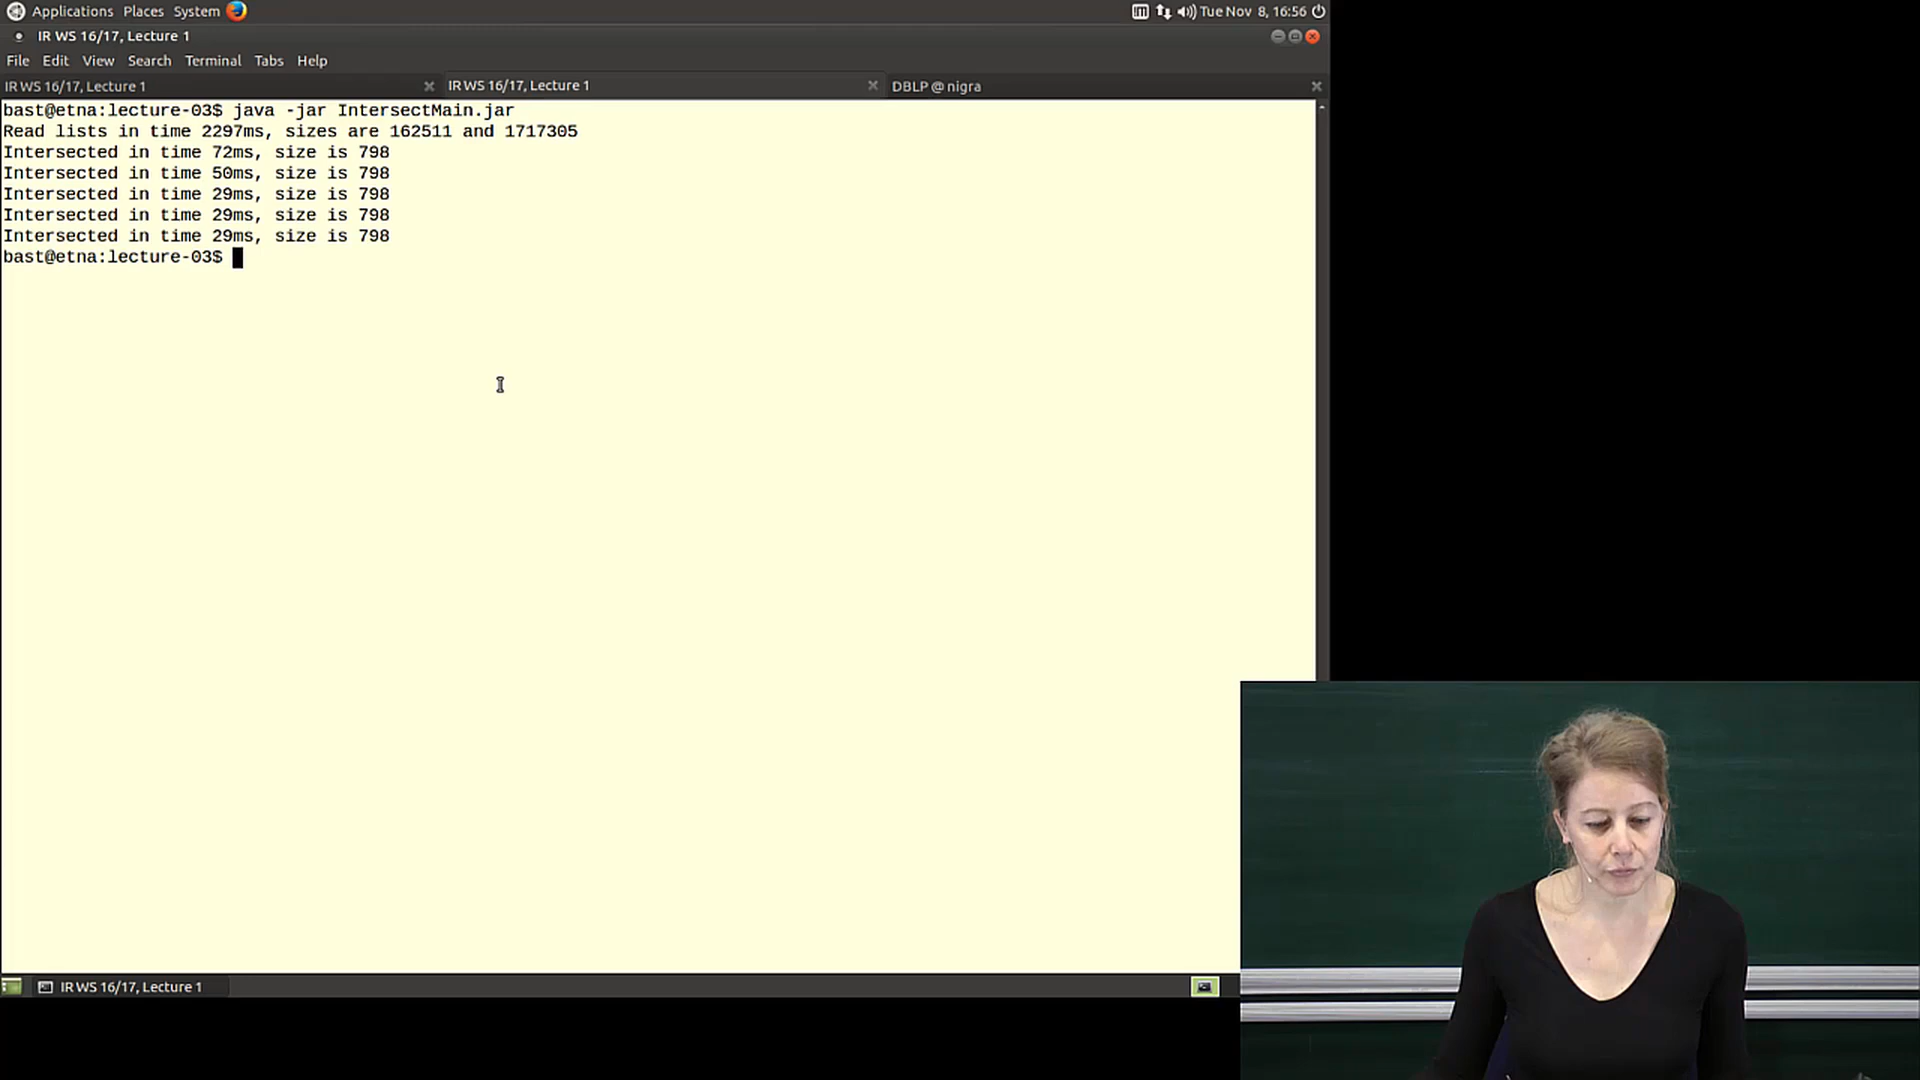 Applications Places System Tue Nov 8, 16:56
IR WS 16/17, Lecture 1
File Edit View Search Terminal Tabs Help
IR WS 16/17, Lecture 1 IR WS 16/17, Lecture 1 DBLP @ nigra
bast@etna:lecture-03$ java -jar IntersectMain.jar
Read lists in time 2297ms, sizes are 162511 and 1717305
Intersected in time 72ms, size is 798
Intersected in time 50ms, size is 798
Intersected in time 29ms, size is 798
Intersected in time 29ms, size is 798
Intersected in time 29ms, size is 798
bast@etna:lecture-03$
IR WS 16/17, Lecture 1